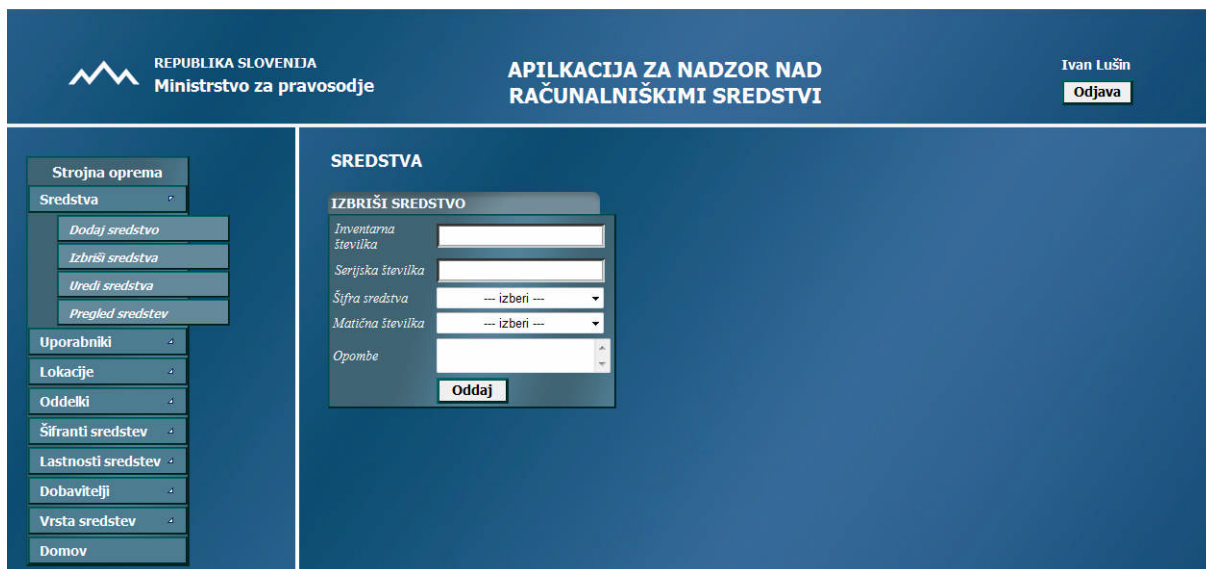 REPUBLIKA SLOVENIJA
Ministrstvo za pravosodje
APILKACIJA ZA NADZOR NAD
RAČUNALNIŠKIMI SREDSTVI
Ivan Lušin
Odjava
Strojna oprema
Sredstva
Dodaj sredstvo
Izbriši sredstva
Uredi sredstva
Pregled sredstev
Uporabniki
Lokacije
Oddelki
Šifranti sredstev
Lastnosti sredstev
Dobavitelji
Vrsta sredstev
Domov
SREDSTVA
IZBRIŠI SREDSTVO
Inventarna
številka
Serijska številka
Šifra sredstva
--- izberi ---
Matična številka
--- izberi ---
Opombe
Oddaj